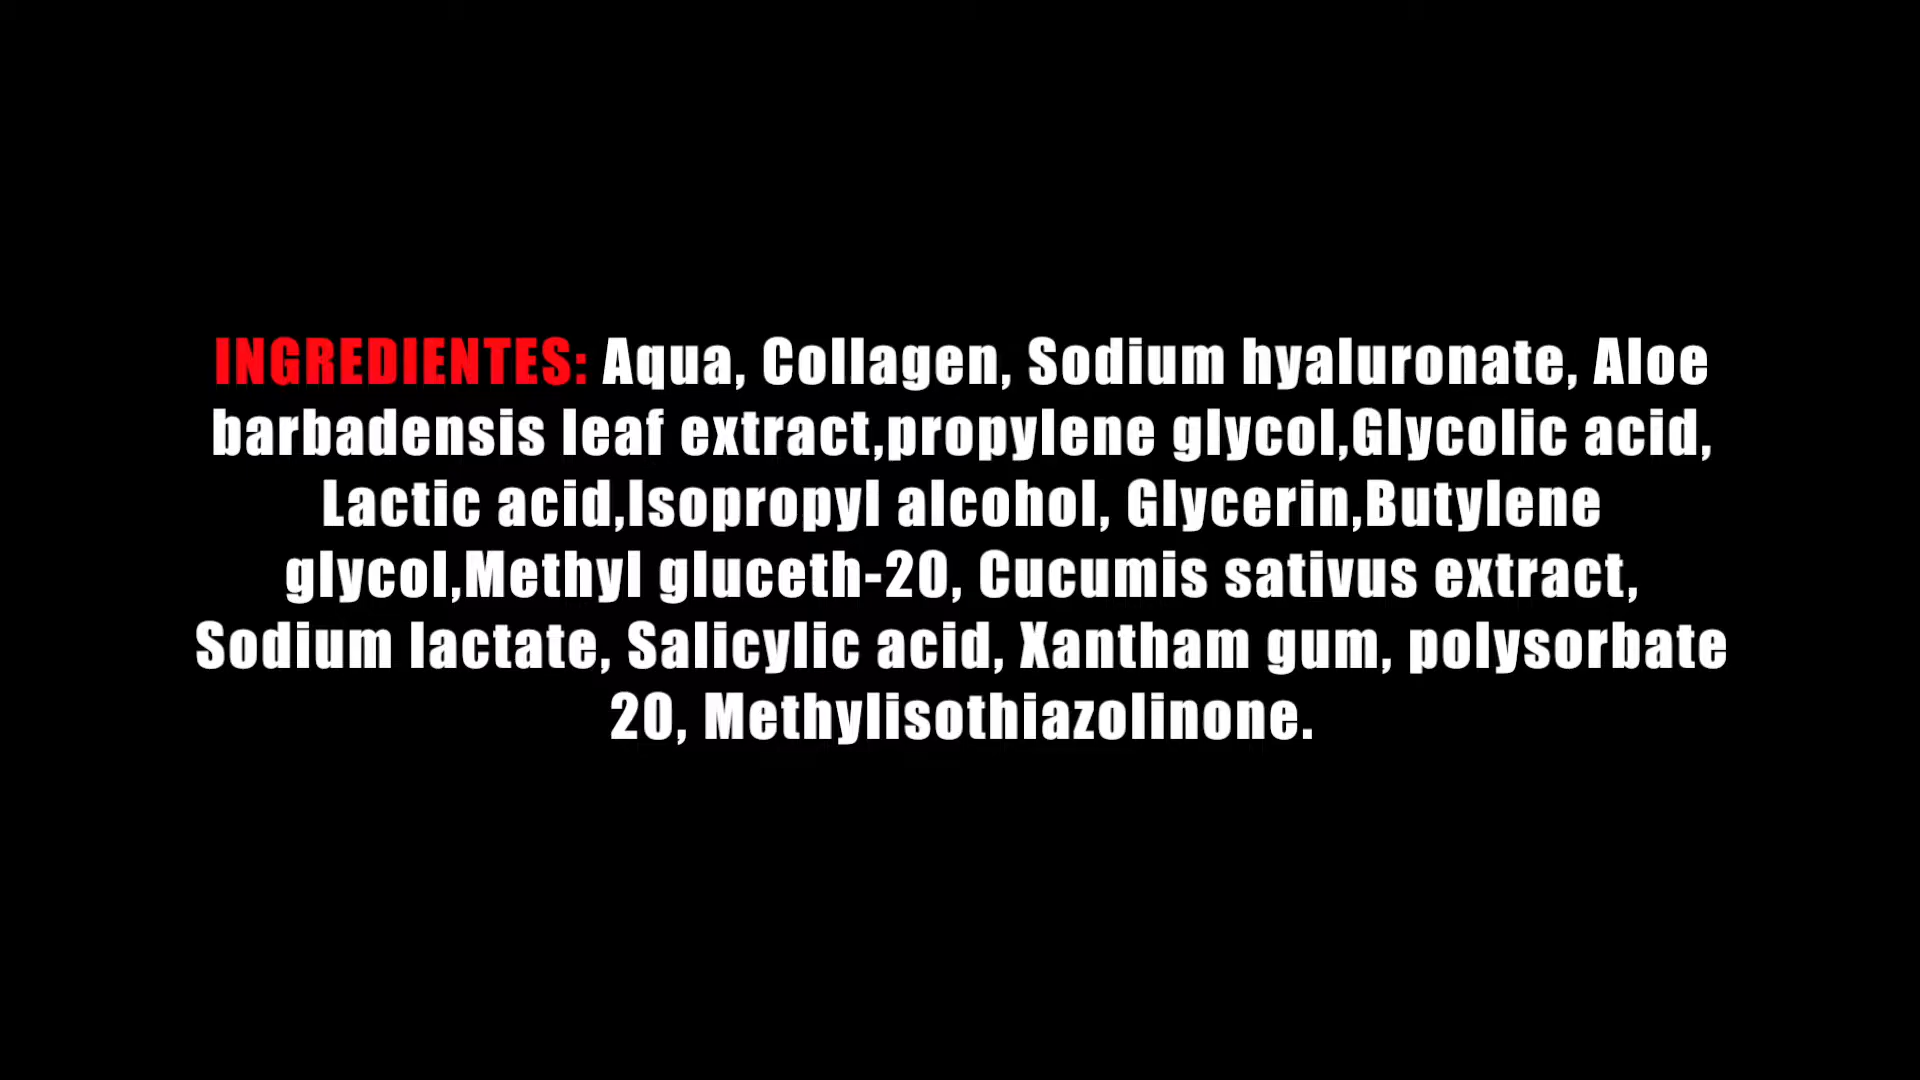 INGREDIENTES: Aqua, Collagen, Sodium hyaluronate, Aloe
barbadensis leaf extract,propylene glycol,Glycolic acid,
Lactic acid,Isopropyl alcohol, Glycerin,Butylene
glycol,Methyl gluceth-20, Cucumis sativus extract,
Sodium lactate, Salicylic acid, Xantham gum, polysorbate
20, Methylisothiazolinone.